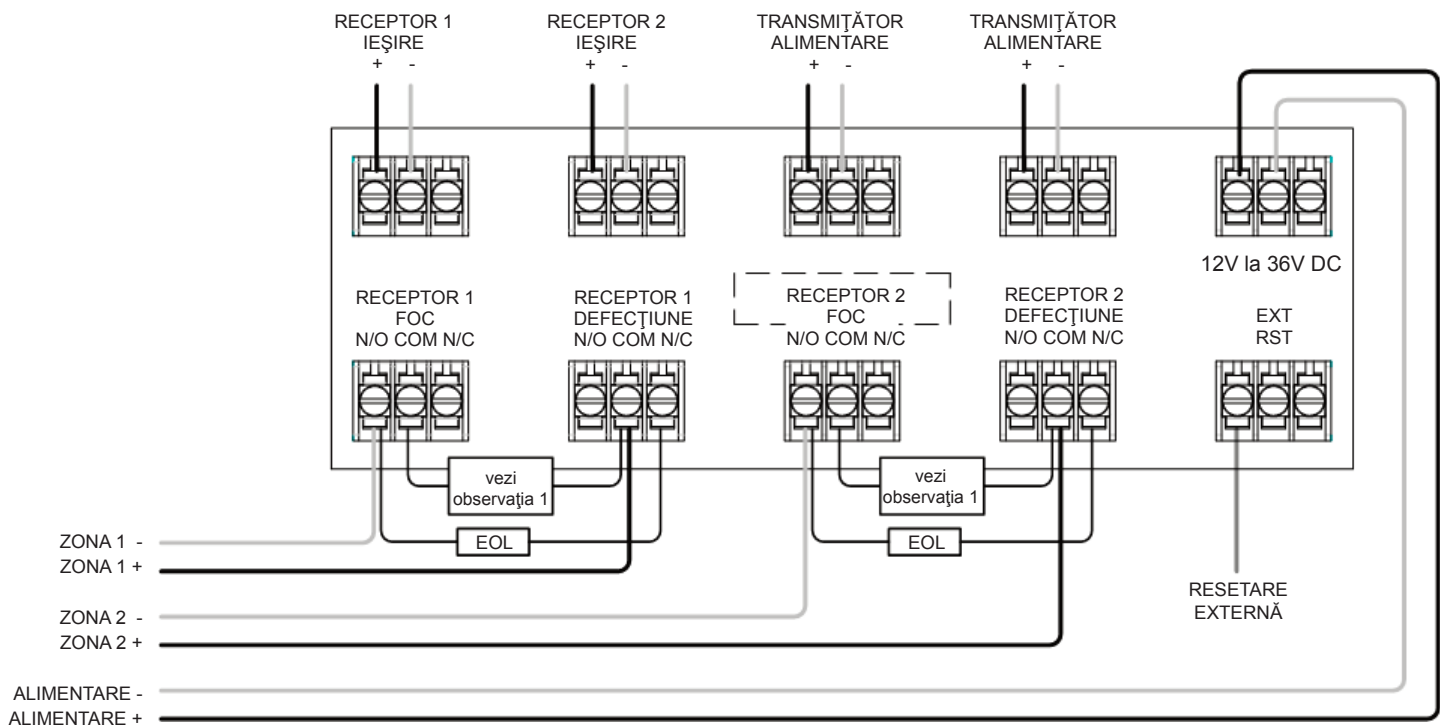 RECEPTOR 1
IEŞIRE
+ -
RECEPTOR 2
IEŞIRE
+ -
TRANSMIŢĂTOR
ALIMENTARE
+ -
TRANSMIŢĂTOR
ALIMENTARE
+ -
12V la 36V DC
RECEPTOR 1
FOC
N/O COM N/C
RECEPTOR 1
DEFECŢIUNE
N/O COM N/C
RECEPTOR 2
FOC
N/O COM N/C
RECEPTOR 2
DEFECŢIUNE
N/O COM N/C
EXT
RST
vezi
observaţia 1
vezi
observaţia 1
EOL
EOL
ZONA 1 -
ZONA 1 +
ZONA 2 -
ZONA 2 +
RESETARE
EXTERNĂ
ALIMENTARE -
ALIMENTARE +